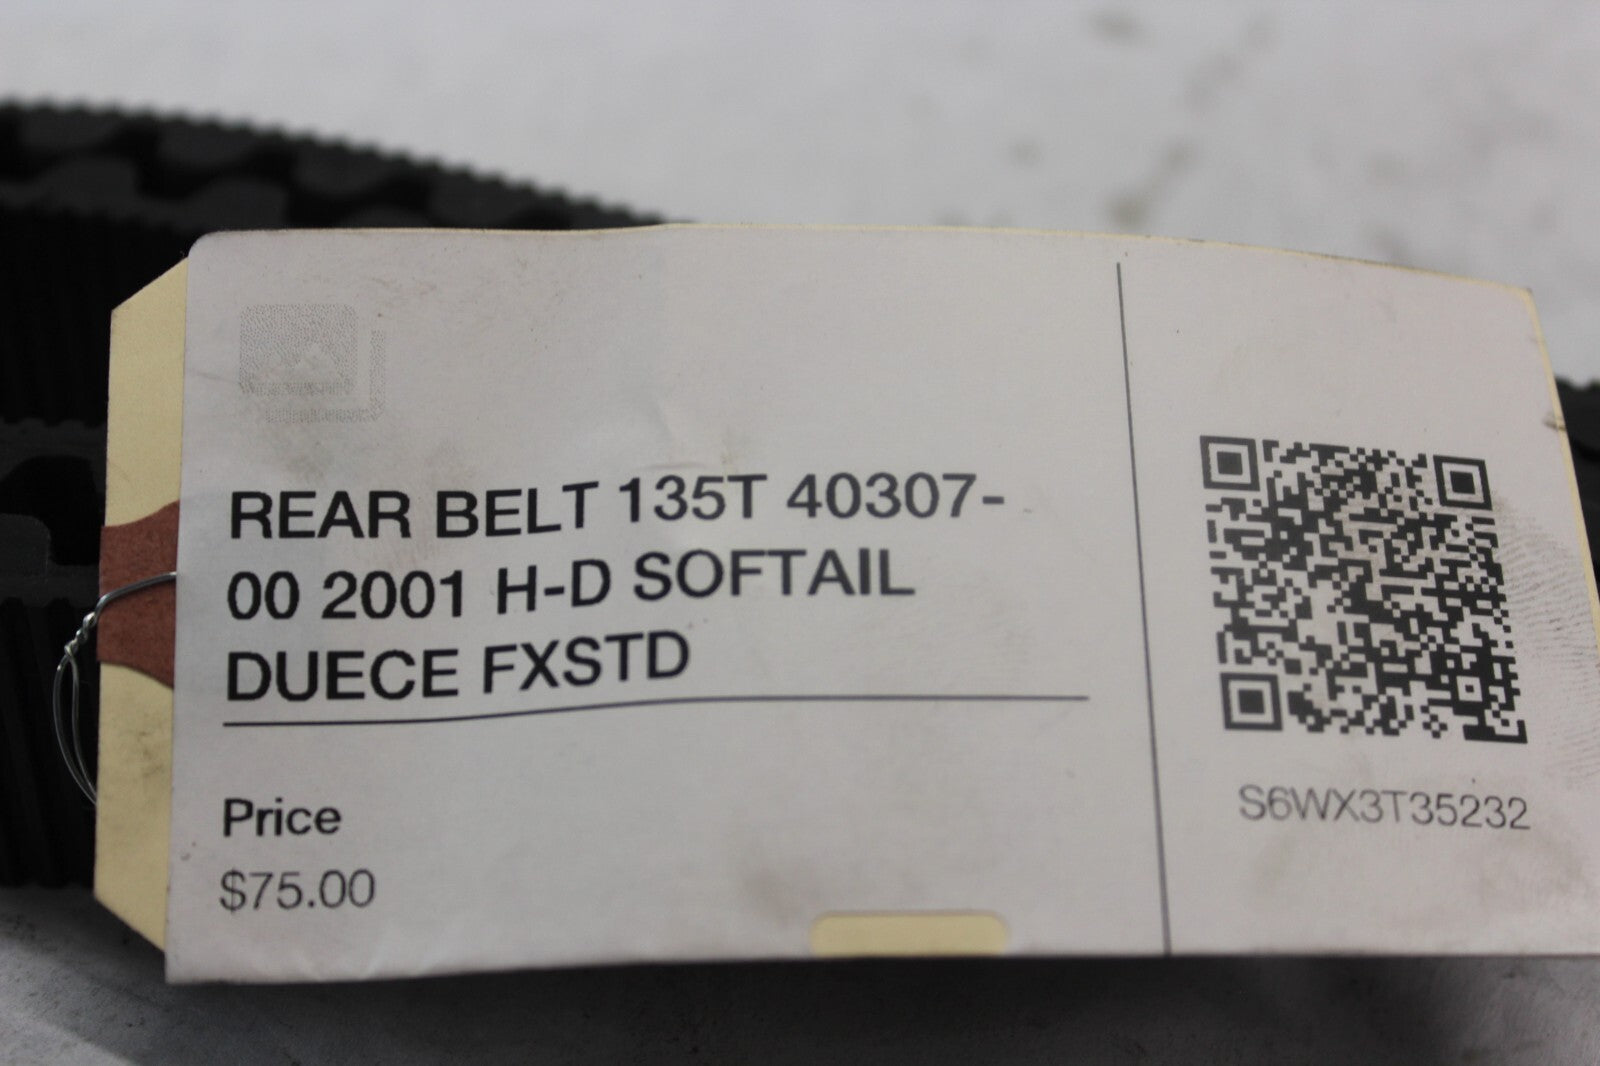 REAR BELT 135T 40307-
00 2001 H-D SOFTAIL
DUECE FXSTD
Price
$75.00
S6WX3T35232